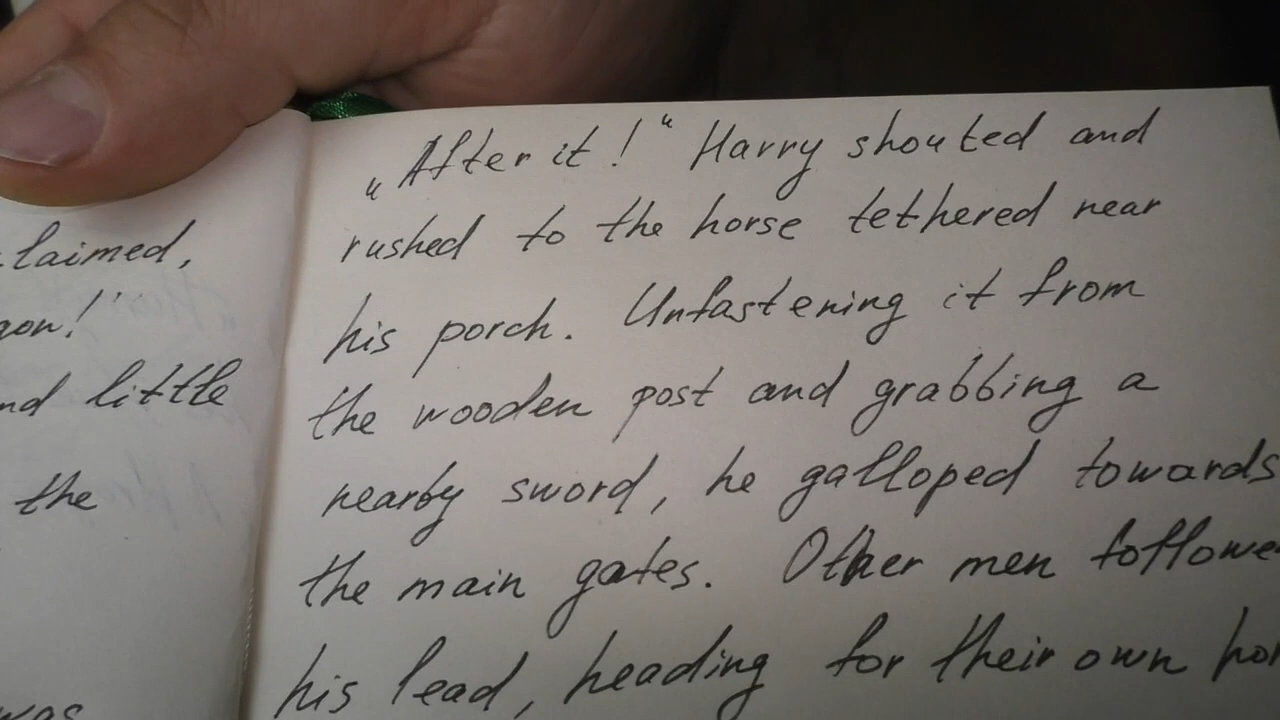 laimed,
gon!"
nd little
the
was
„After it!“ Harry shouted and
rushed to the horse tethered near
his porch. Unfastening it from
the wooden post and grabbing a
nearby sword, he galloped towards
the main gates. Other men followe
his lead, heading for their own hor